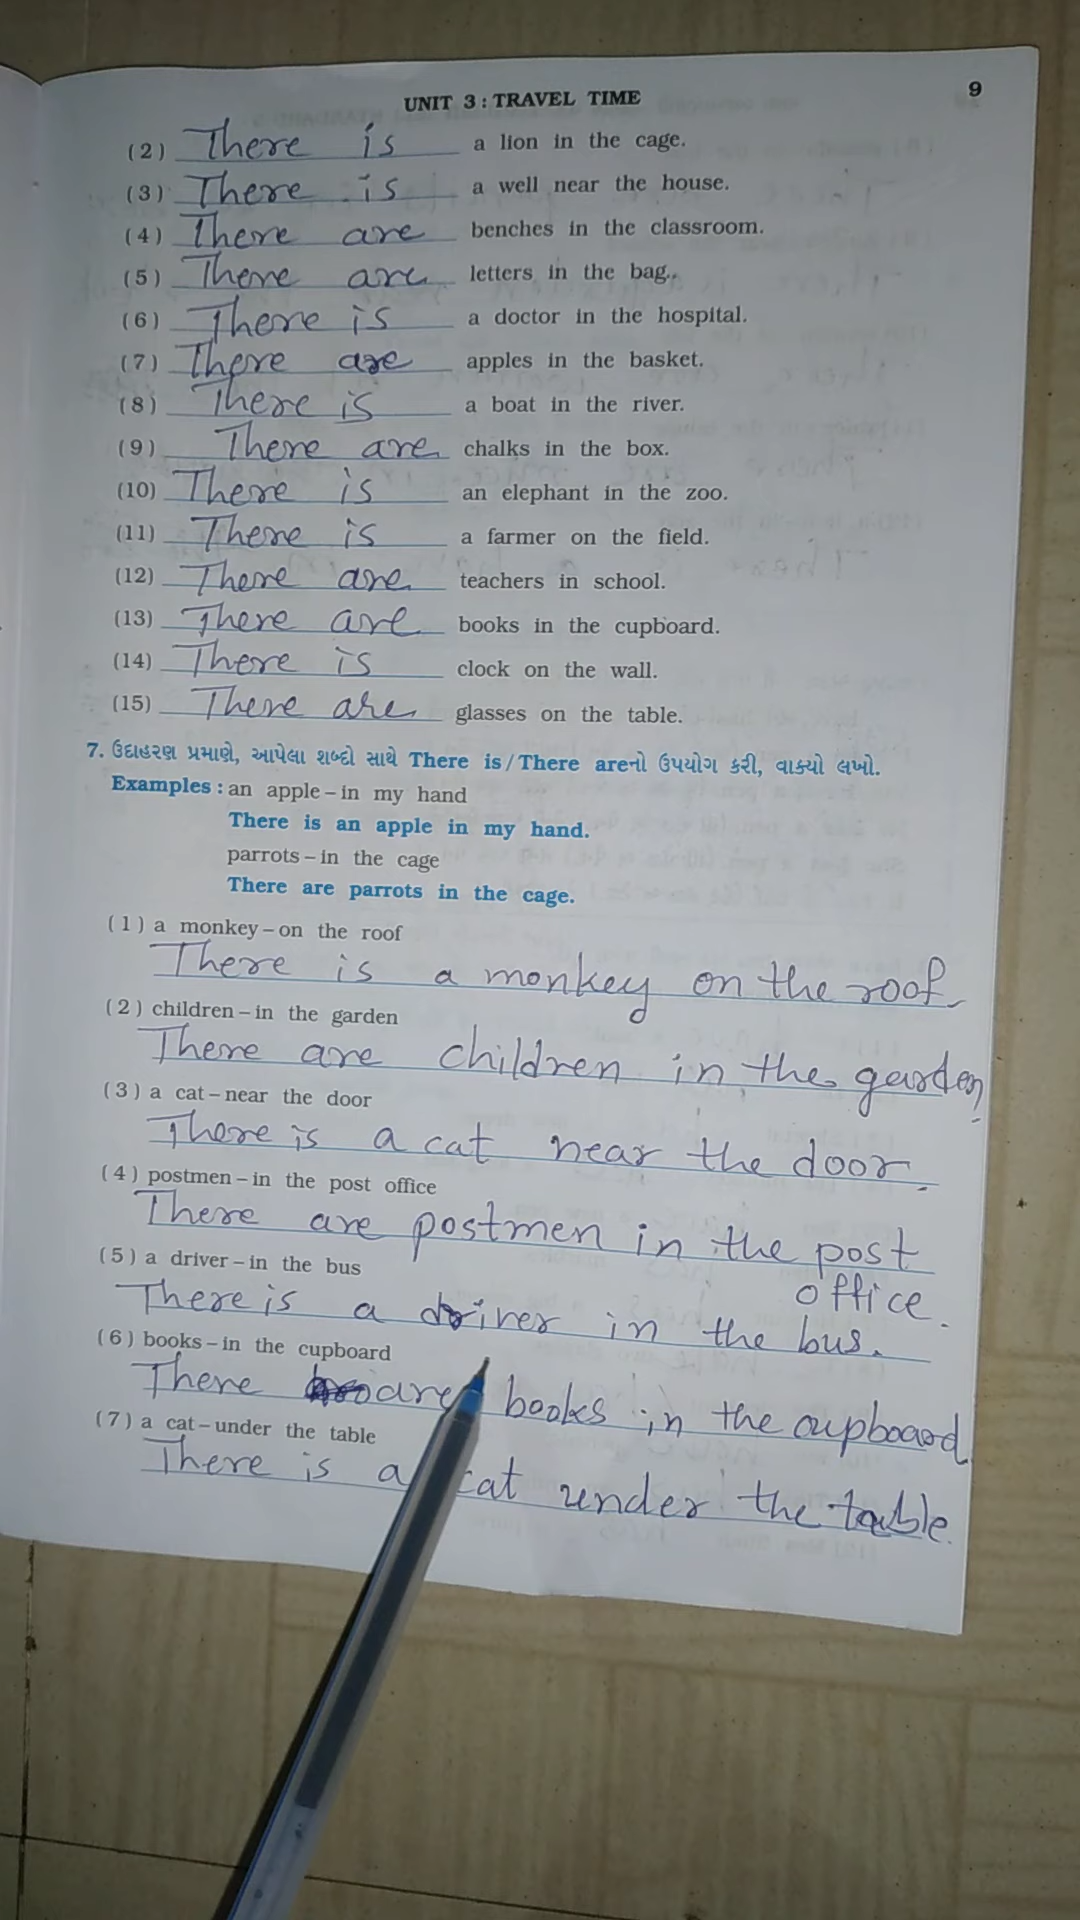 UNIT 3 : TRAVEL TIME 9
(2) There is a lion in the cage.
(3) There is a well near the house.
(4) There are benches in the classroom.
(5) There are letters in the bag.
(6) There is a doctor in the hospital.
(7) There are apples in the basket.
(8) There is a boat in the river.
(9) There are chalks in the box.
(10) There is an elephant in the zoo.
(11) There is a farmer on the field.
(12) There are teachers in school.
(13) There are books in the cupboard.
(14) There is clock on the wall.
(15) There are glasses on the table.
7. ઉદાહરણ પ્રમાણે, આપેલા શબ્દો સાથે There is / There areનો ઉપયોગ કરી, વાક્યો લખો.
Examples : an apple – in my hand
There is an apple in my hand.
parrots – in the cage
There are parrots in the cage.
(1) a monkey – on the roof
There is a monkey on the roof.
(2) children – in the garden
There are children in the garden.
(3) a cat – near the door
There is a cat near the door.
(4) postmen – in the post office
There are postmen in the post
office.
(5) a driver – in the bus
There is a driver in the bus.
(6) books – in the cupboard
There are books in the cupboard
(7) a cat – under the table
There is a cat under the table.